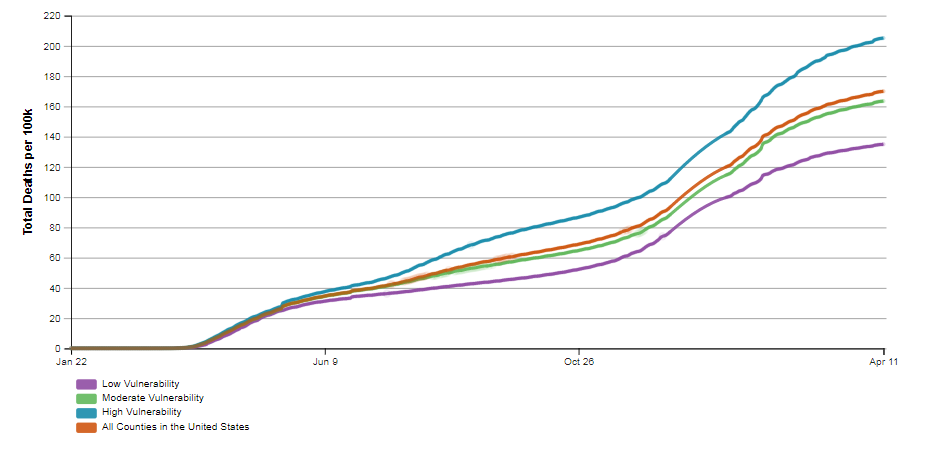 220
200
180
160
140
120
100
80
60
40
20
0
Total Deaths per 100k
Jan 22
Jun 9
Oct 26
Apr 11
Low Vulnerability
Moderate Vulnerability
High Vulnerability
All Counties in the United States